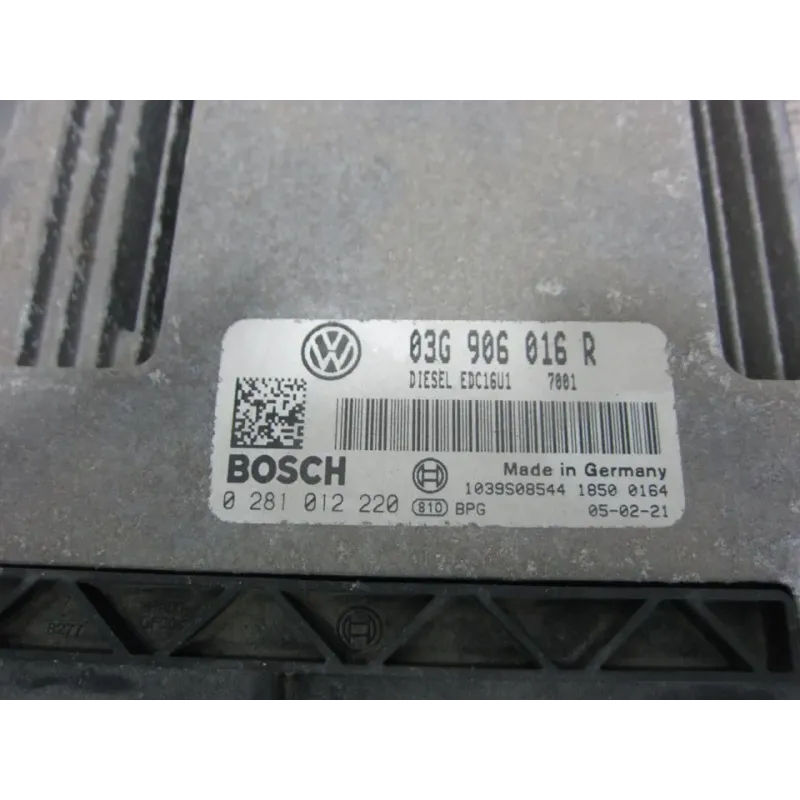 03G 906 016 R
DIESEL EDC16U1 7001
BOSCH
Made in Germany
1039S08544 1850 0164
0 281 012 220 810 BPG
05-02-21
8277